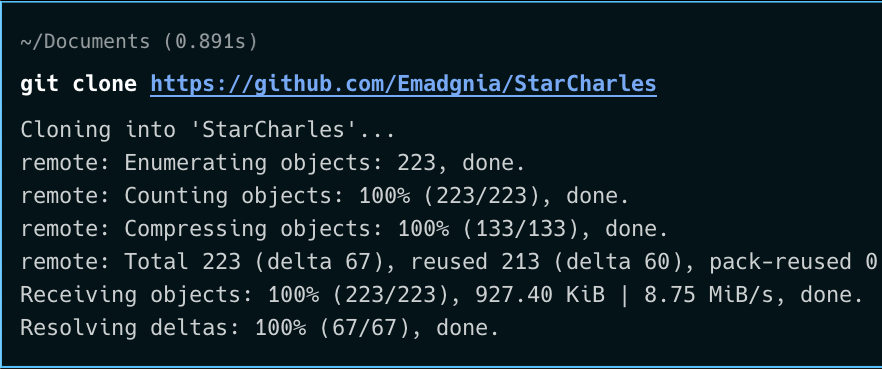 ~/Documents (0.891s)
git clone https://github.com/Emadgnia/StarCharles
Cloning into 'StarCharles'...
remote: Enumerating objects: 223, done.
remote: Counting objects: 100% (223/223), done.
remote: Compressing objects: 100% (133/133), done.
remote: Total 223 (delta 67), reused 213 (delta 60), pack-reused 0
Receiving objects: 100% (223/223), 927.40 KiB | 8.75 MiB/s, done.
Resolving deltas: 100% (67/67), done.